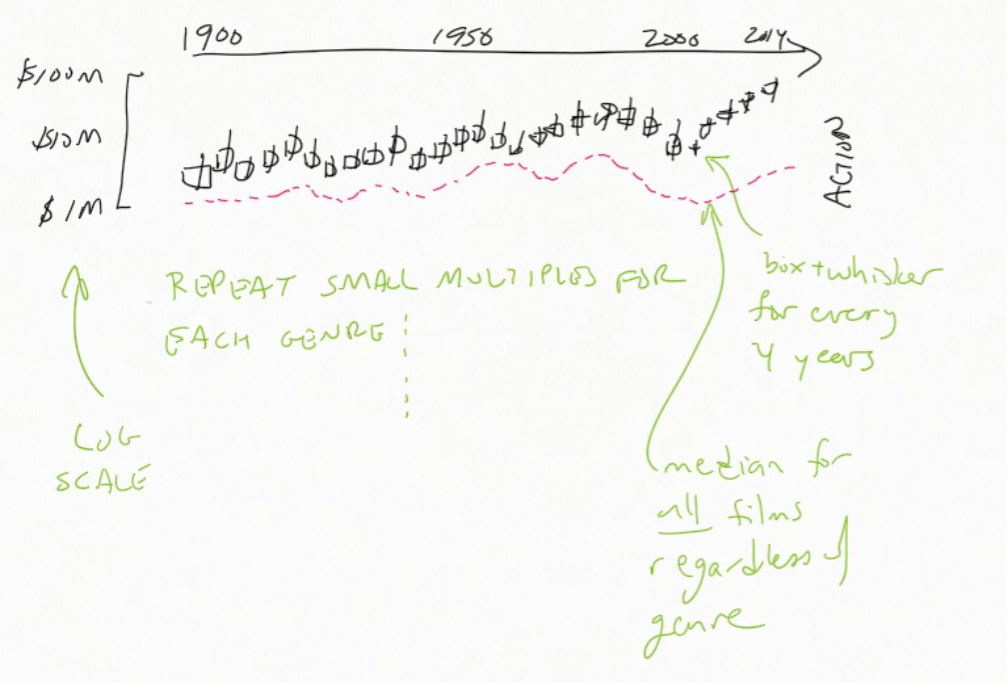 1900 1950 2000 2014
$100M
$10M
$1M
ACTION
REPEAT SMALL MULTIPLES FOR
EACH GENRE
box+whisker
for every
4 years
LOG
SCALE
median for
all films
regardless of
genre